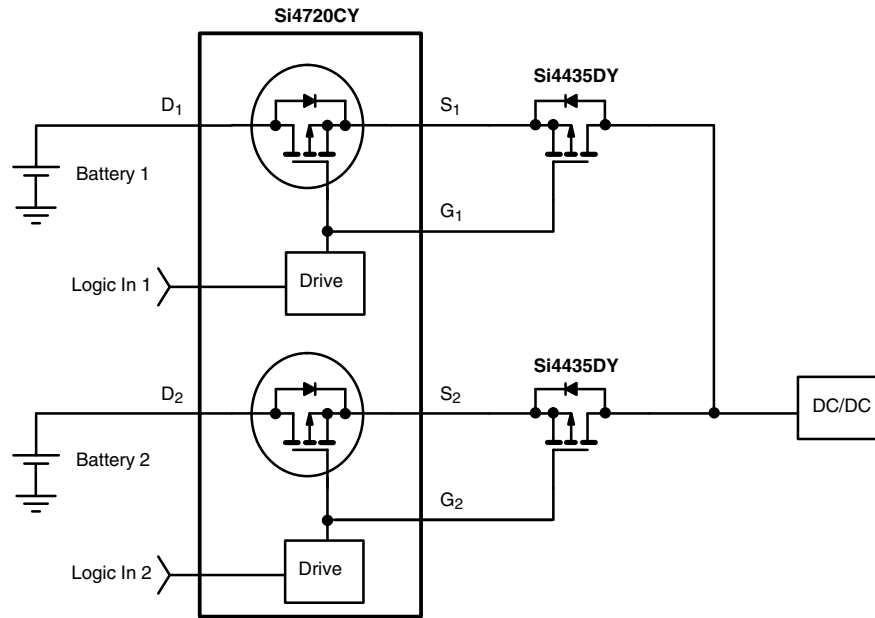 Si4720CY
Si4435DY
D1
S1
Battery 1
G1
Logic In 1
Drive
Si4435DY
D2
S2
DC/DC
Battery 2
G2
Logic In 2
Drive